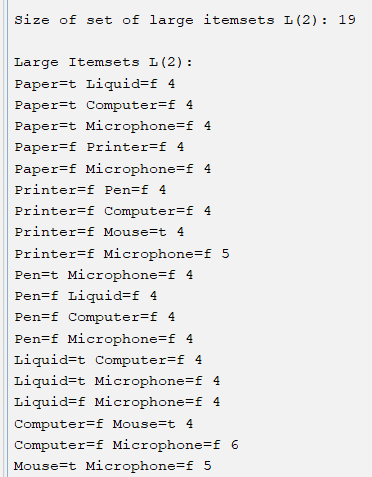 Size of set of large itemsets L(2): 19
Large Itemsets L(2):
Paper=t Liquid=f 4
Paper=t Computer=f 4
Paper=t Microphone=f 4
Paper=f Printer=f 4
Paper=f Microphone=f 4
Printer=f Pen=f 4
Printer=f Computer=f 4
Printer=f Mouse=t 4
Printer=f Microphone=f 5
Pen=t Microphone=f 4
Pen=f Liquid=f 4
Pen=f Computer=f 4
Pen=f Microphone=f 4
Liquid=t Computer=f 4
Liquid=t Microphone=f 4
Liquid=f Microphone=f 4
Computer=f Mouse=t 4
Computer=f Microphone=f 6
Mouse=t Microphone=f 5